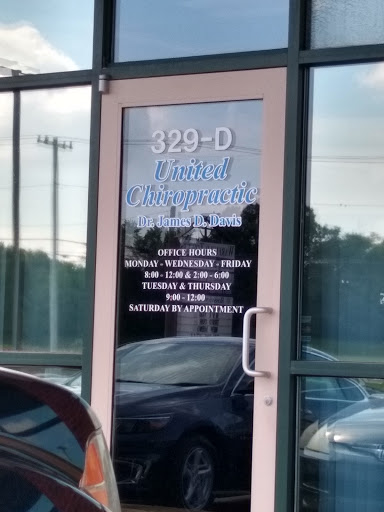 329-D
United
Chiropractic
Dr. James D. Davis
OFFICE HOURS
MONDAY - WEDNESDAY - FRIDAY
8:00 - 12:00 & 2:00 - 6:00
TUESDAY & THURSDAY
9:00 - 12:00
SATURDAY BY APPOINTMENT